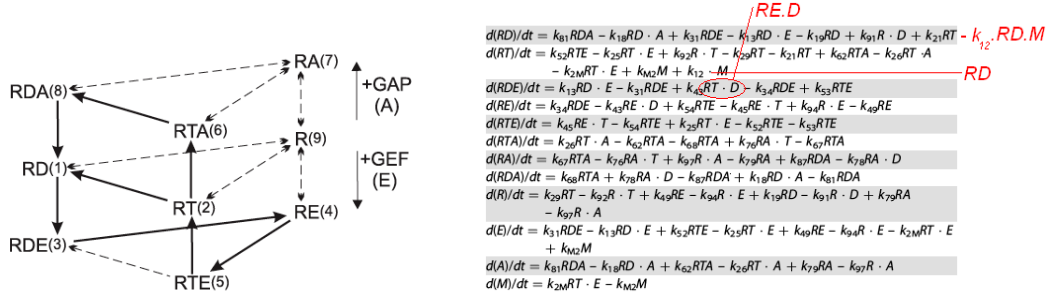 RDA(8)
RA(7)
+GAP
(A)
RTA(6)
R(9)
RD(1)
+GEF
(E)
RT(2)
RE(4)
RDE(3)
RTE(5)
RE.D
d(RD)/dt = k81RDA − k18RD · A + k31RDE − k13RD · E − k19RD + k91R · D + k21RT - k12.RD.M
d(RT)/dt = k52RTE − k25RT · E + k92R · T − k29RT − k21RT + k62RTA − k26RT · A
− k2MRT · E + kM2M + k12 · M
RD
d(RDE)/dt = k13RD · E − k31RDE + k43RT · D − k34RDE + k53RTE
d(RE)/dt = k34RDE − k43RE · D + k54RTE − k45RE · T + k94R · E − k49RE
d(RTE)/dt = k45RE · T − k54RTE + k25RT · E − k52RTE − k53RTE
d(RTA)/dt = k26RT · A − k62RTA − k68RTA + k76RA · T − k67RTA
d(RA)/dt = k67RTA − k76RA · T + k97R · A − k79RA + k87RDA − k78RA · D
d(RDA)/dt = k68RTA + k78RA · D − k87RDA + k18RD · A − k81RDA
d(R)/dt = k29RT − k92R · T + k49RE − k94R · E + k19RD − k91R · D + k79RA
− k97R · A
d(E)/dt = k31RDE − k13RD · E + k52RTE − k25RT · E + k49RE − k94R · E − k2MRT · E
+ kM2M
d(A)/dt = k81RDA − k18RD · A + k62RTA − k26RT · A + k79RA − k97R · A
d(M)/dt = k2MRT · E − kM2M